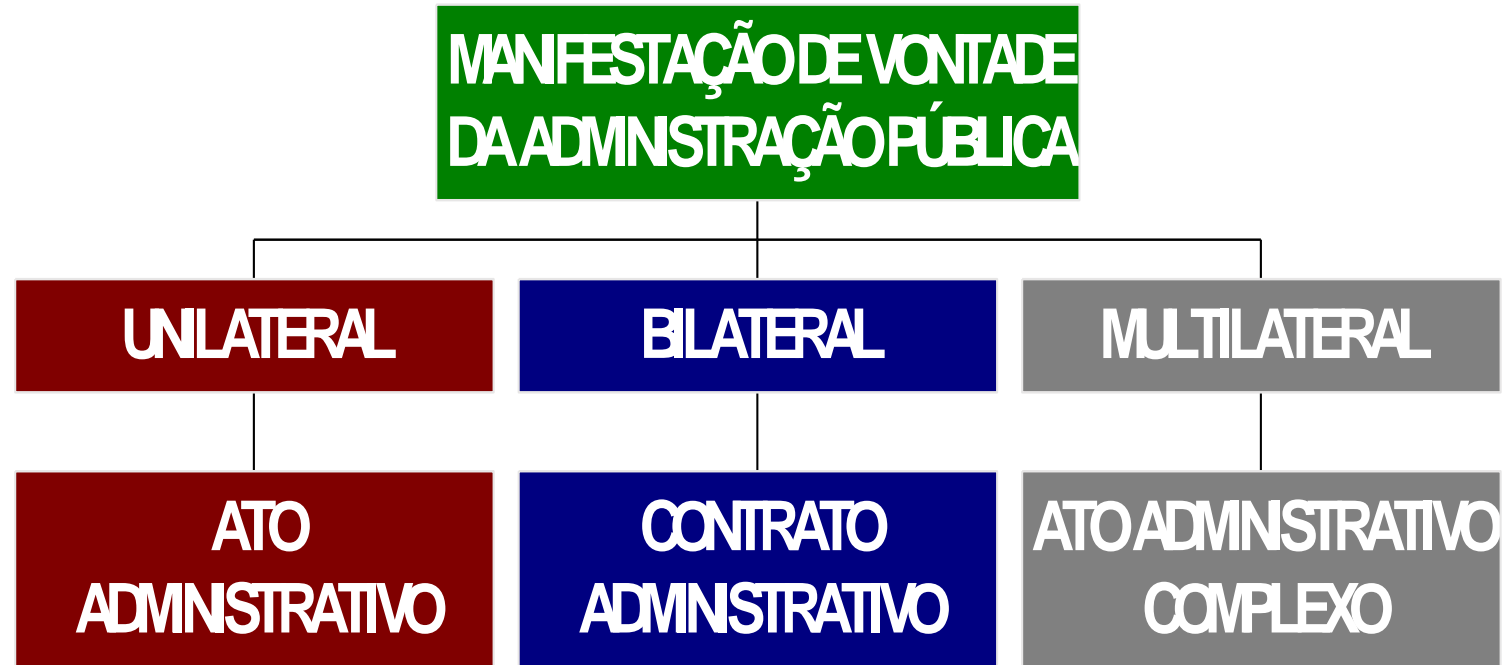 MANIFESTAÇÃO DE VONTADE
DA ADMINISTRAÇÃO PÚBLICA
UNILATERAL
BILATERAL
MULTILATERAL
ATO
ADMINISTRATIVO
CONTRATO
ADMINISTRATIVO
ATO ADMINISTRATIVO
COMPLEXO